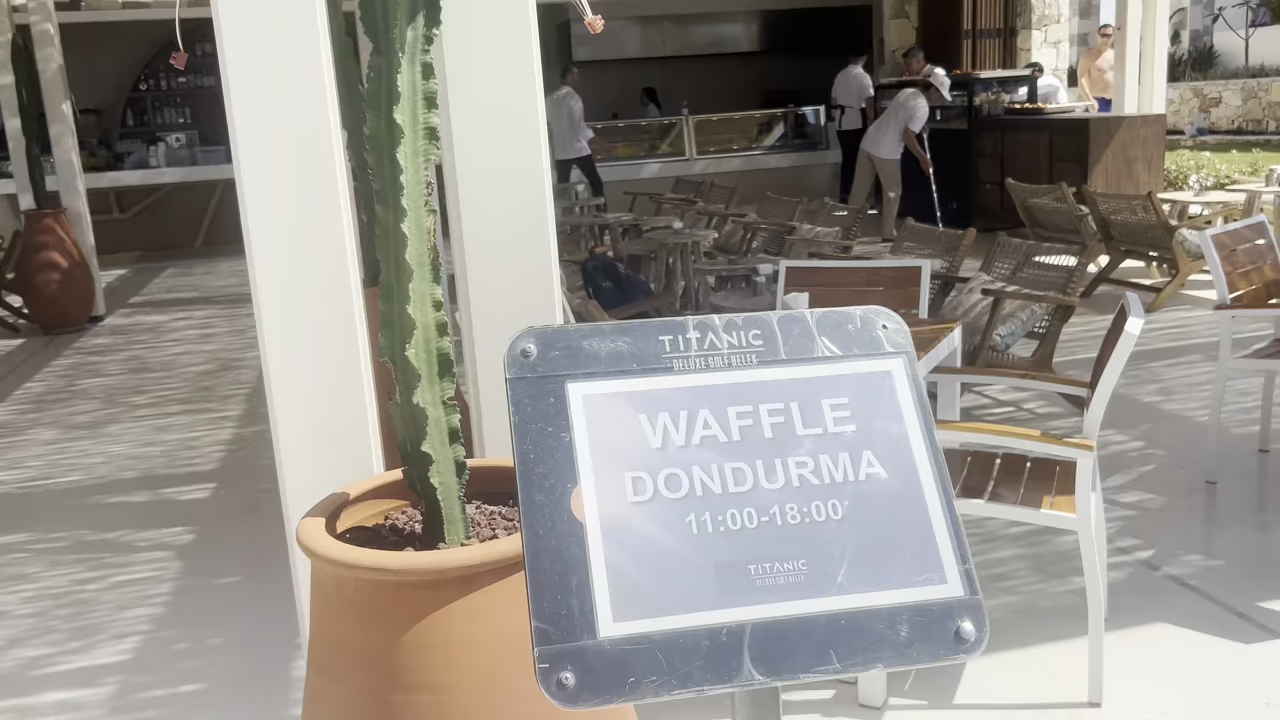 TITANIC
DELUXE GOLF BELEK
WAFFLE
DONDURMA
11:00-18:00
TITANIC
DELUXE GOLF BELEK